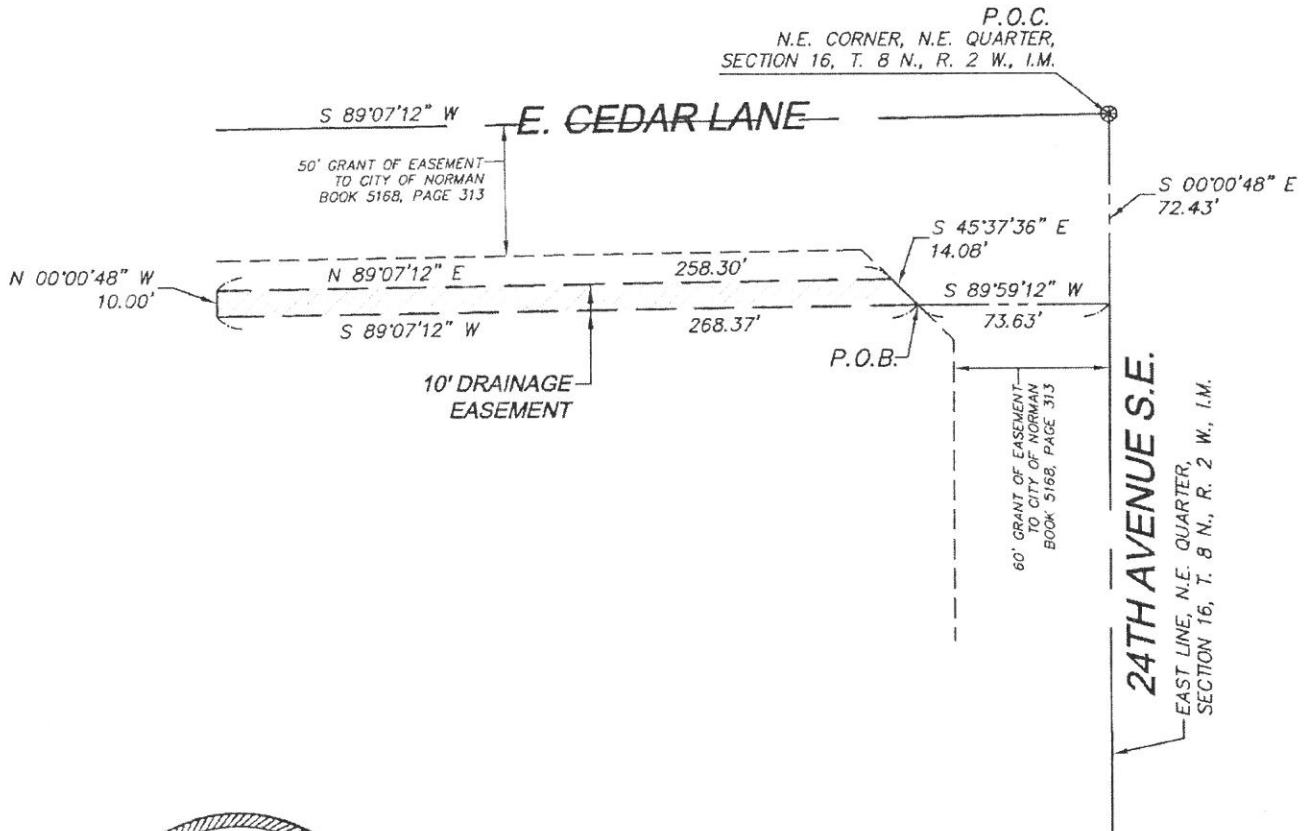 P.O.C.
N.E. CORNER, N.E. QUARTER,
SECTION 16, T. 8 N., R. 2 W., I.M.
S 89°07'12" W
E. CEDAR LANE
50' GRANT OF EASEMENT
TO CITY OF NORMAN
BOOK 5168, PAGE 313
S 00°00'48" E
72.43'
S 45°37'36" E
14.08'
N 00°00'48" W
10.00'
N 89°07'12" E
258.30'
S 89°59'12" W
73.63'
S 89°07'12" W
268.37'
P.O.B.
10' DRAINAGE
EASEMENT
60' GRANT OF EASEMENT
TO CITY OF NORMAN
BOOK 5168, PAGE 313
24TH AVENUE S.E.
EAST LINE, N.E. QUARTER,
SECTION 16, T. 8 N., R. 2 W., I.M.